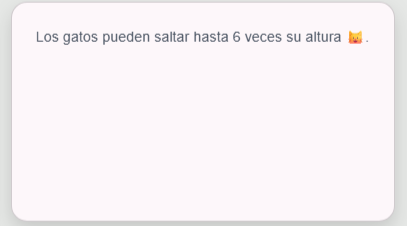 Los gatos pueden saltar hasta 6 veces su altura 😺.